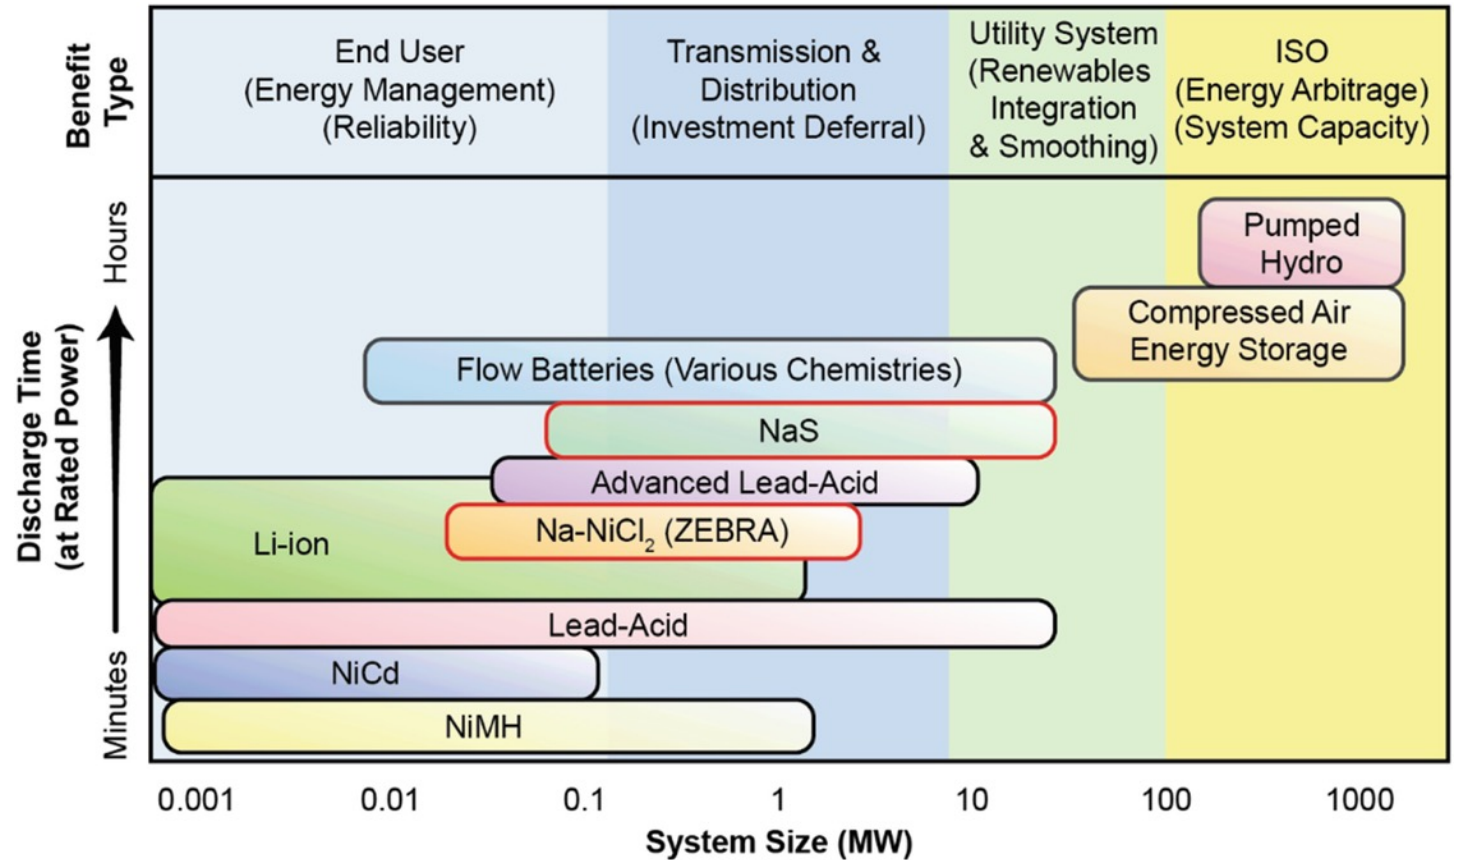 Benefit
Type
End User
(Energy Management)
(Reliability)
Transmission &
Distribution
(Investment Deferral)
Utility System
(Renewables
Integration
& Smoothing)
ISO
(Energy Arbitrage)
(System Capacity)
Discharge Time
(at Rated Power)
Hours
Minutes
Pumped
Hydro
Compressed Air
Energy Storage
Flow Batteries (Various Chemistries)
NaS
Advanced Lead-Acid
Na-NiCl₂ (ZEBRA)
Li-ion
Lead-Acid
NiCd
NiMH
0.001 0.01 0.1 1 10 100 1000
System Size (MW)